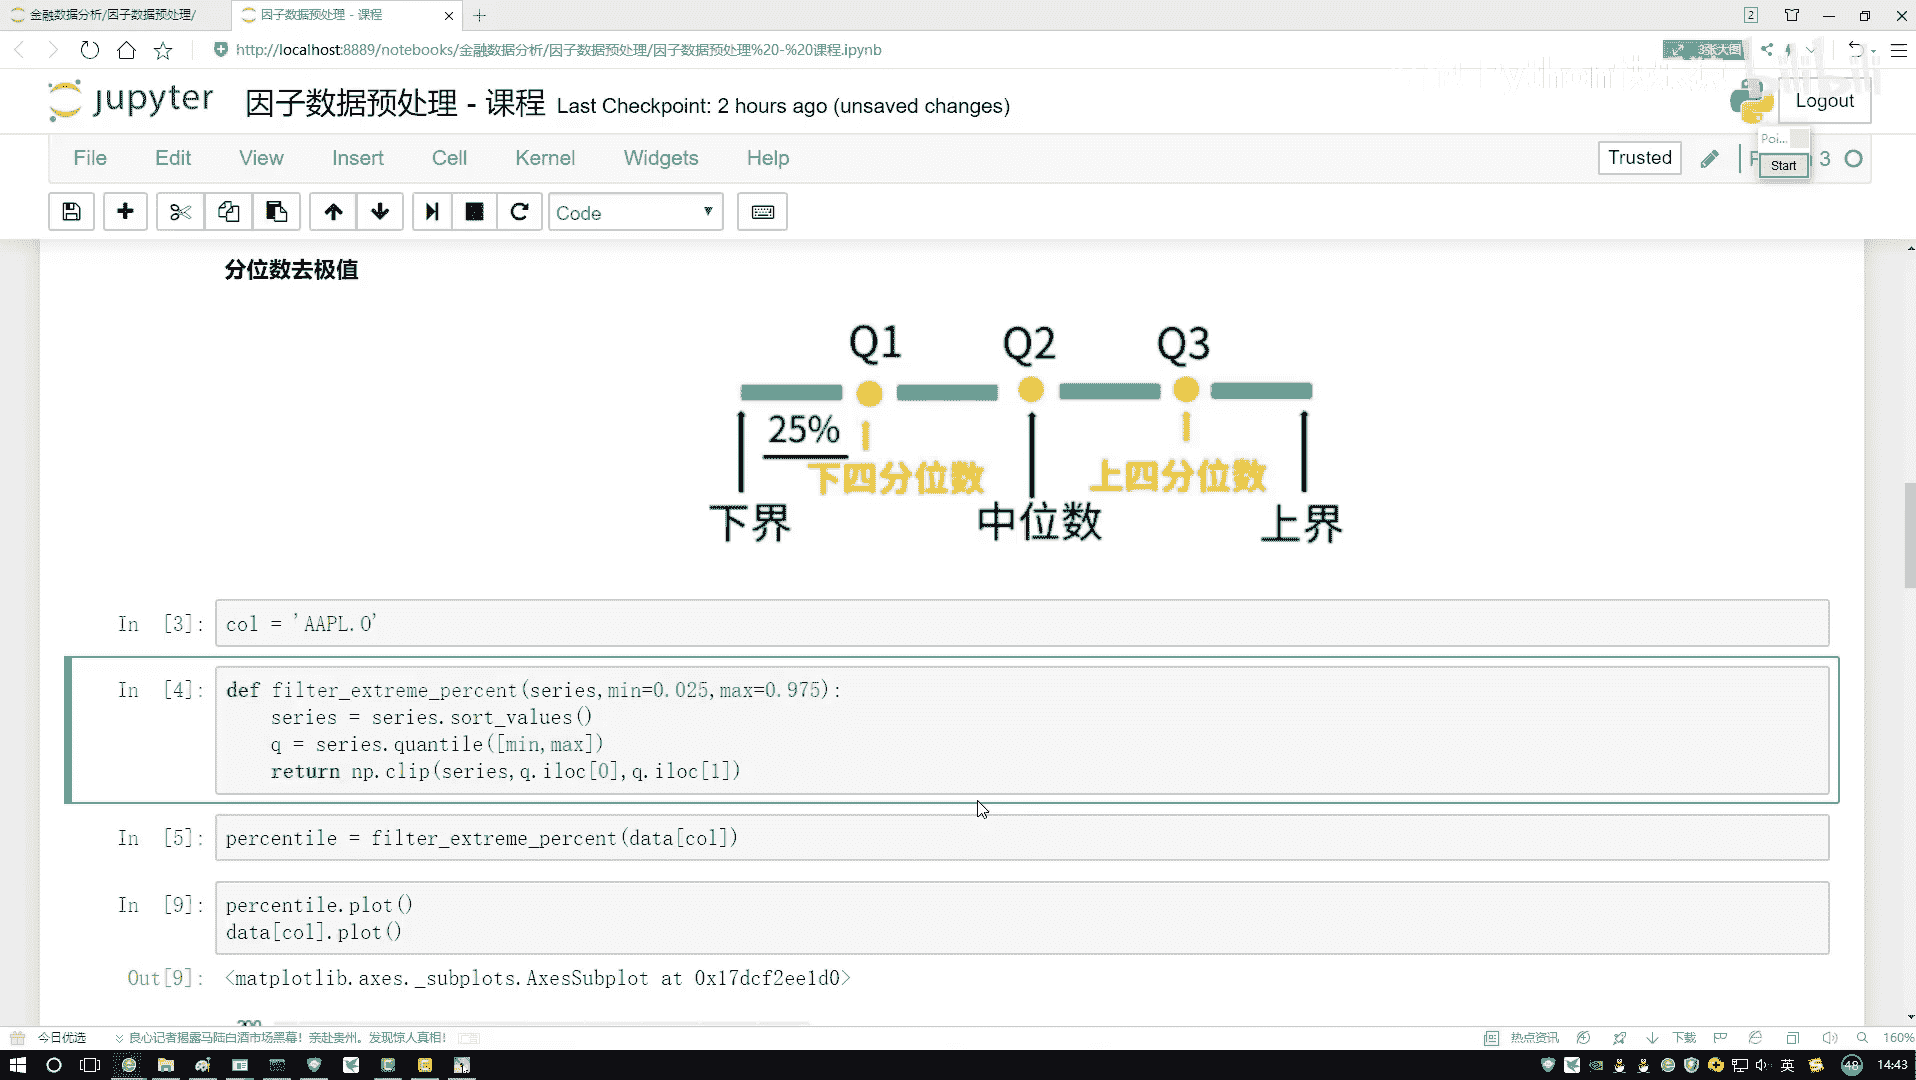 金融数据分析/因子数据预处理/
因子数据预处理 - 课程
2
http://localhost:8889/notebooks/金融数据分析/因子数据预处理/因子数据预处理%20-%20课程.ipynb
3张大图
bilibili
jupyter 因子数据预处理 - 课程 Last Checkpoint: 2 hours ago (unsaved changes)
Logout
Poi...
File Edit View Insert Cell Kernel Widgets Help
Trusted
3
Start
Code
分位数去极值
Q1 Q2 Q3
25%
下四分位数 上四分位数
下界 中位数 上界
In [3]: col = 'AAPL.O'
In [4]: def filter_extreme_percent(series,min=0.025,max=0.975):
series = series.sort_values()
q = series.quantile([min,max])
return np.clip(series,q.iloc[0],q.iloc[1])
In [5]: percentile = filter_extreme_percent(data[col])
In [9]: percentile.plot()
data[col].plot()
Out[9]: <matplotlib.axes._subplots.AxesSubplot at 0x17dcf2ee1d0>
今日优选 良心记者揭露马陆白酒市场黑幕！亲赴贵州。发现惊人真相！
热点资讯 下载 160%
英 48 14:43